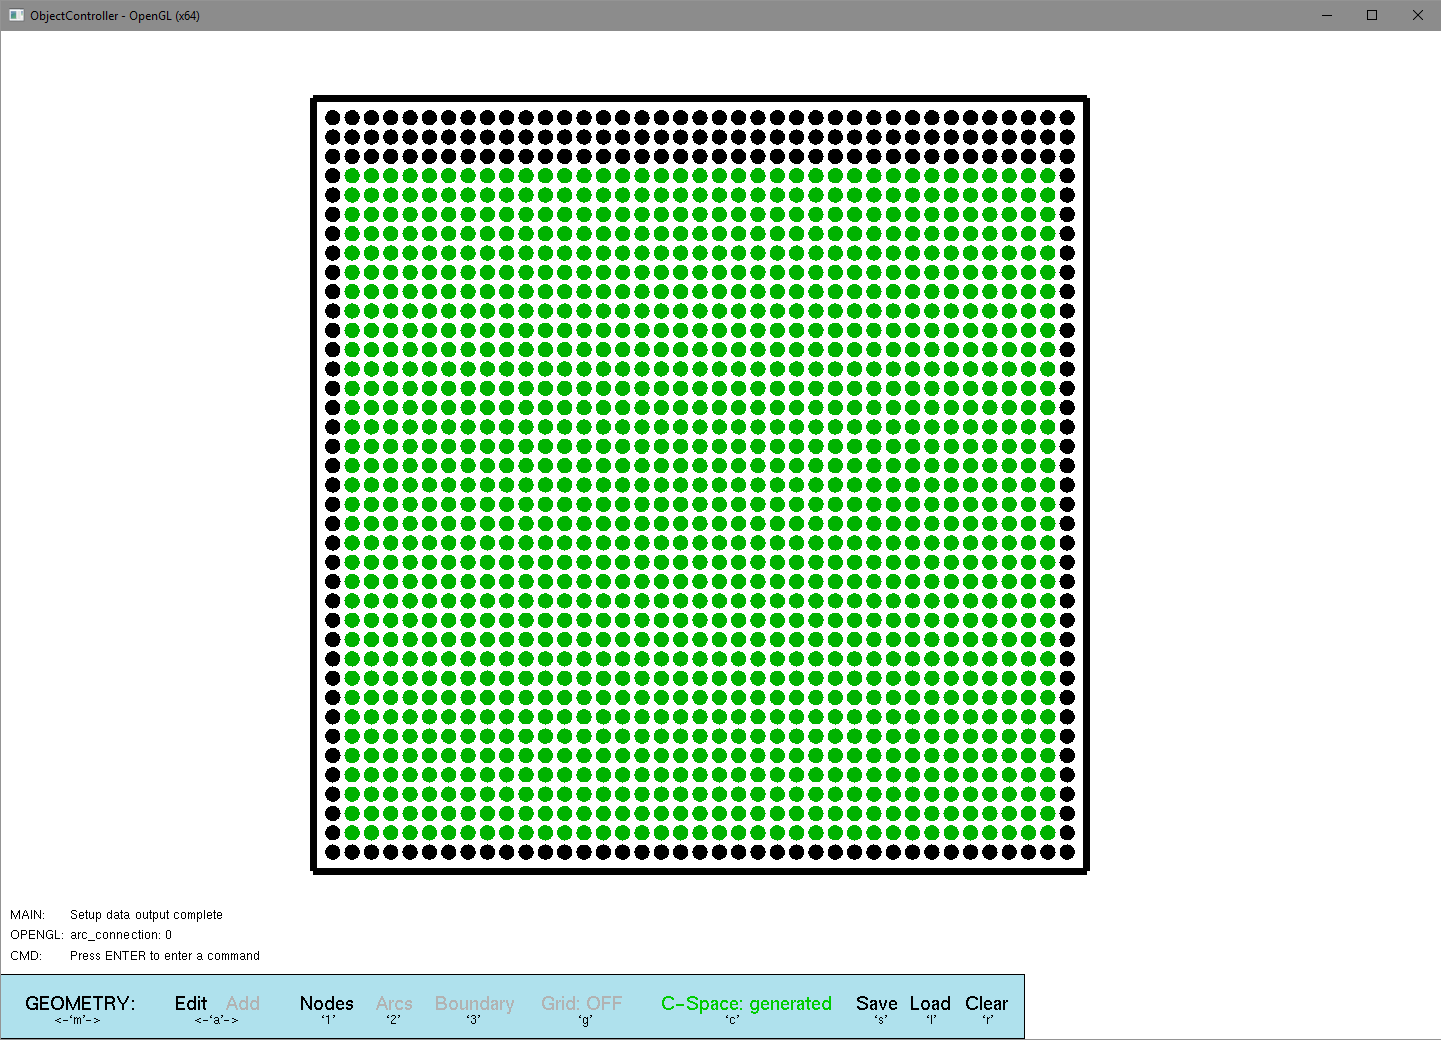 ObjectController - OpenGL (x64)
MAIN: Setup data output complete
OPENGL: arc_connection: 0
CMD: Press ENTER to enter a command
GEOMETRY: Edit Add Nodes Arcs Boundary Grid: OFF C-Space: generated Save Load Clear
<-'m'-> <-'a'-> '1' '2' '3' 'g' 'c' 's' 'l' 'r'